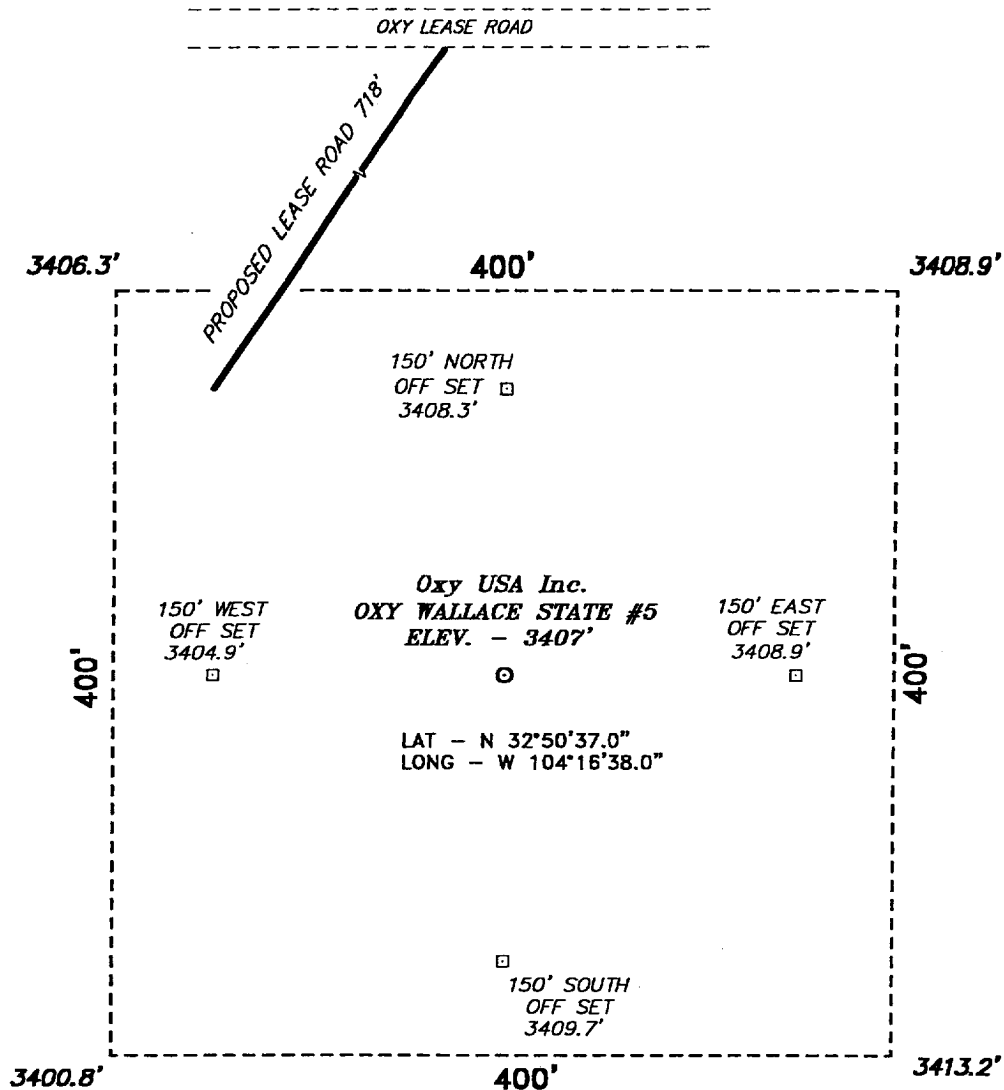 OXY LEASE ROAD
PROPOSED LEASE ROAD 718'
3406.3'
400'
3408.9'
150' NORTH
OFF SET
3408.3'
Oxy USA Inc.
OXY WALLACE STATE #5
ELEV. - 3407'
150' WEST
OFF SET
3404.9'
150' EAST
OFF SET
3408.9'
400'
400'
LAT - N 32°50'37.0"
LONG - W 104°16'38.0"
150' SOUTH
OFF SET
3409.7'
3400.8'
400'
3413.2'